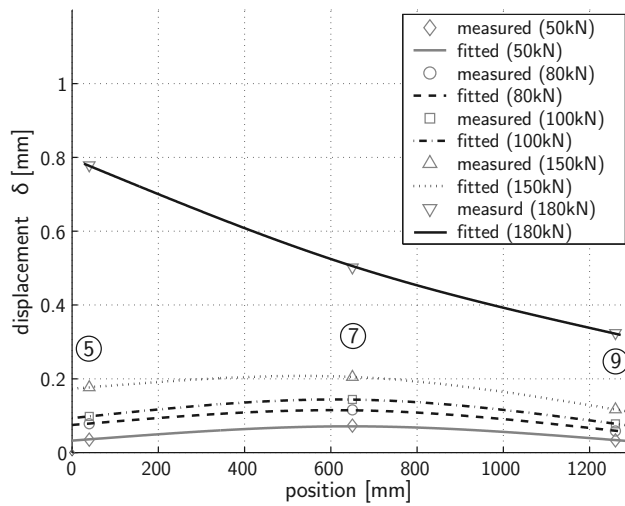 measured (50kN)
fitted (50kN)
measured (80kN)
fitted (80kN)
measured (100kN)
fitted (100kN)
measured (150kN)
fitted (150kN)
measurd (180kN)
fitted (180kN)
displacement δ [mm]
1
0.8
0.6
0.4
0.2
0
5
7
9
0 200 400 600 800 1000 1200
position [mm]